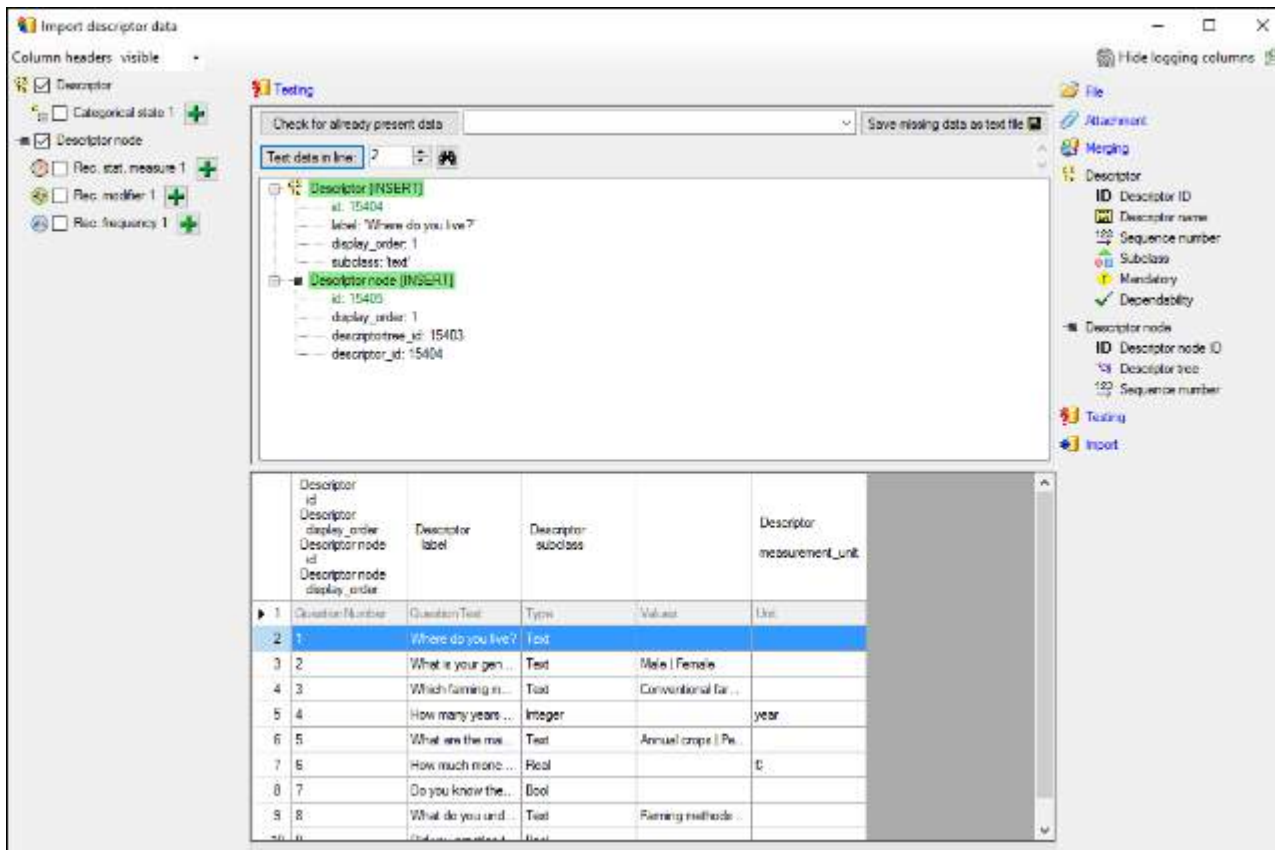 Import descriptor data
Column headers visible
Hide logging columns
Descriptor
Categorical state 1
Descriptor node
Rec. stat. measure 1
Rec. modifier 1
Rec. frequency 1
Testing
Check for already present data
Save missing data as text file
Test data in line: 2
Descriptor [INSERT]
id: 15404
label: 'Where do you live?'
display_order: 1
subclass: 'text'
Descriptor node [INSERT]
id: 15405
display_order: 1
descriptortree_id: 15403
descriptor_id: 15404
File
Attachment
Merging
Descriptor
ID Descriptor ID
Descriptor name
123 Sequence number
Subclass
Mandatory
Dependability
Descriptor node
ID Descriptor node ID
Descriptor tree
123 Sequence number
Testing
Import
Descriptor
id
Descriptor
display_order
Descriptor node
id
Descriptor node
display_order
Descriptor
label
Descriptor
subclass
Descriptor
measurement_unit
1 Question Number Question Text Type Values Unit
2 1 Where do you live? Text
3 2 What is your gen... Text Male | Female
4 3 Which farming m... Text Conventional far...
5 4 How many years ... Integer year
6 5 What are the ma... Text Annual crops | Pe...
7 6 How much mone... Real
8 7 Do you know the... Bool
9 8 What do you und... Text Farming methods ...